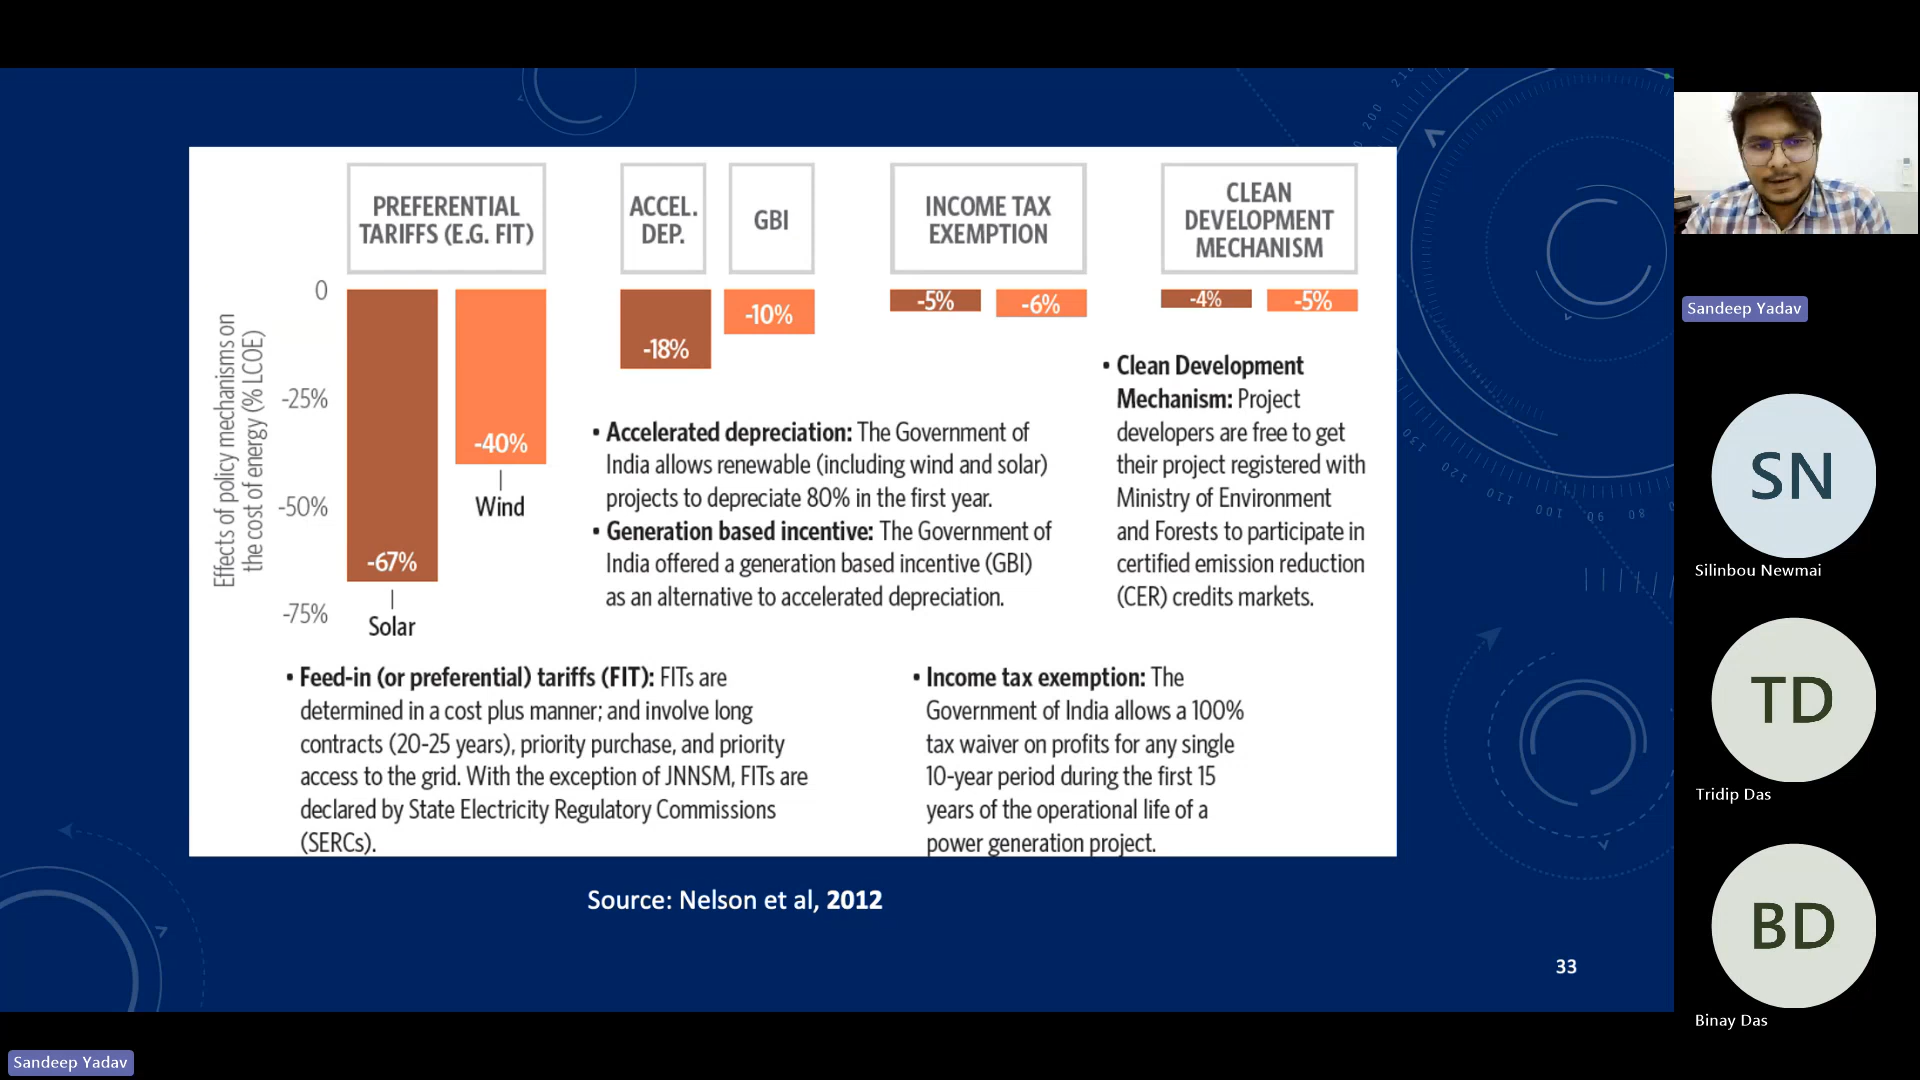 PREFERENTIAL
TARIFFS (E.G. FIT)
ACCEL.
DEP.
GBI
INCOME TAX
EXEMPTION
CLEAN
DEVELOPMENT
MECHANISM
Effects of policy mechanisms on
the cost of energy (% LCOE)
0
-25%
-50%
-75%
-67%
Solar
-40%
Wind
-18%
-10%
-5%
-6%
-4%
-5%
• Accelerated depreciation: The Government of
India allows renewable (including wind and solar)
projects to depreciate 80% in the first year.
• Generation based incentive: The Government of
India offered a generation based incentive (GBI)
as an alternative to accelerated depreciation.
• Clean Development
Mechanism: Project
developers are free to get
their project registered with
Ministry of Environment
and Forests to participate in
certified emission reduction
(CER) credits markets.
• Feed-in (or preferential) tariffs (FIT): FITs are
determined in a cost plus manner; and involve long
contracts (20-25 years), priority purchase, and priority
access to the grid. With the exception of JNNSM, FITs are
declared by State Electricity Regulatory Commissions
(SERCs).
• Income tax exemption: The
Government of India allows a 100%
tax waiver on profits for any single
10-year period during the first 15
years of the operational life of a
power generation project.
Source: Nelson et al, 2012
33
200
130
120
110
100
90
80
Sandeep Yadav
SN
Silinbou Newmai
TD
Tridip Das
BD
Binay Das
Sandeep Yadav